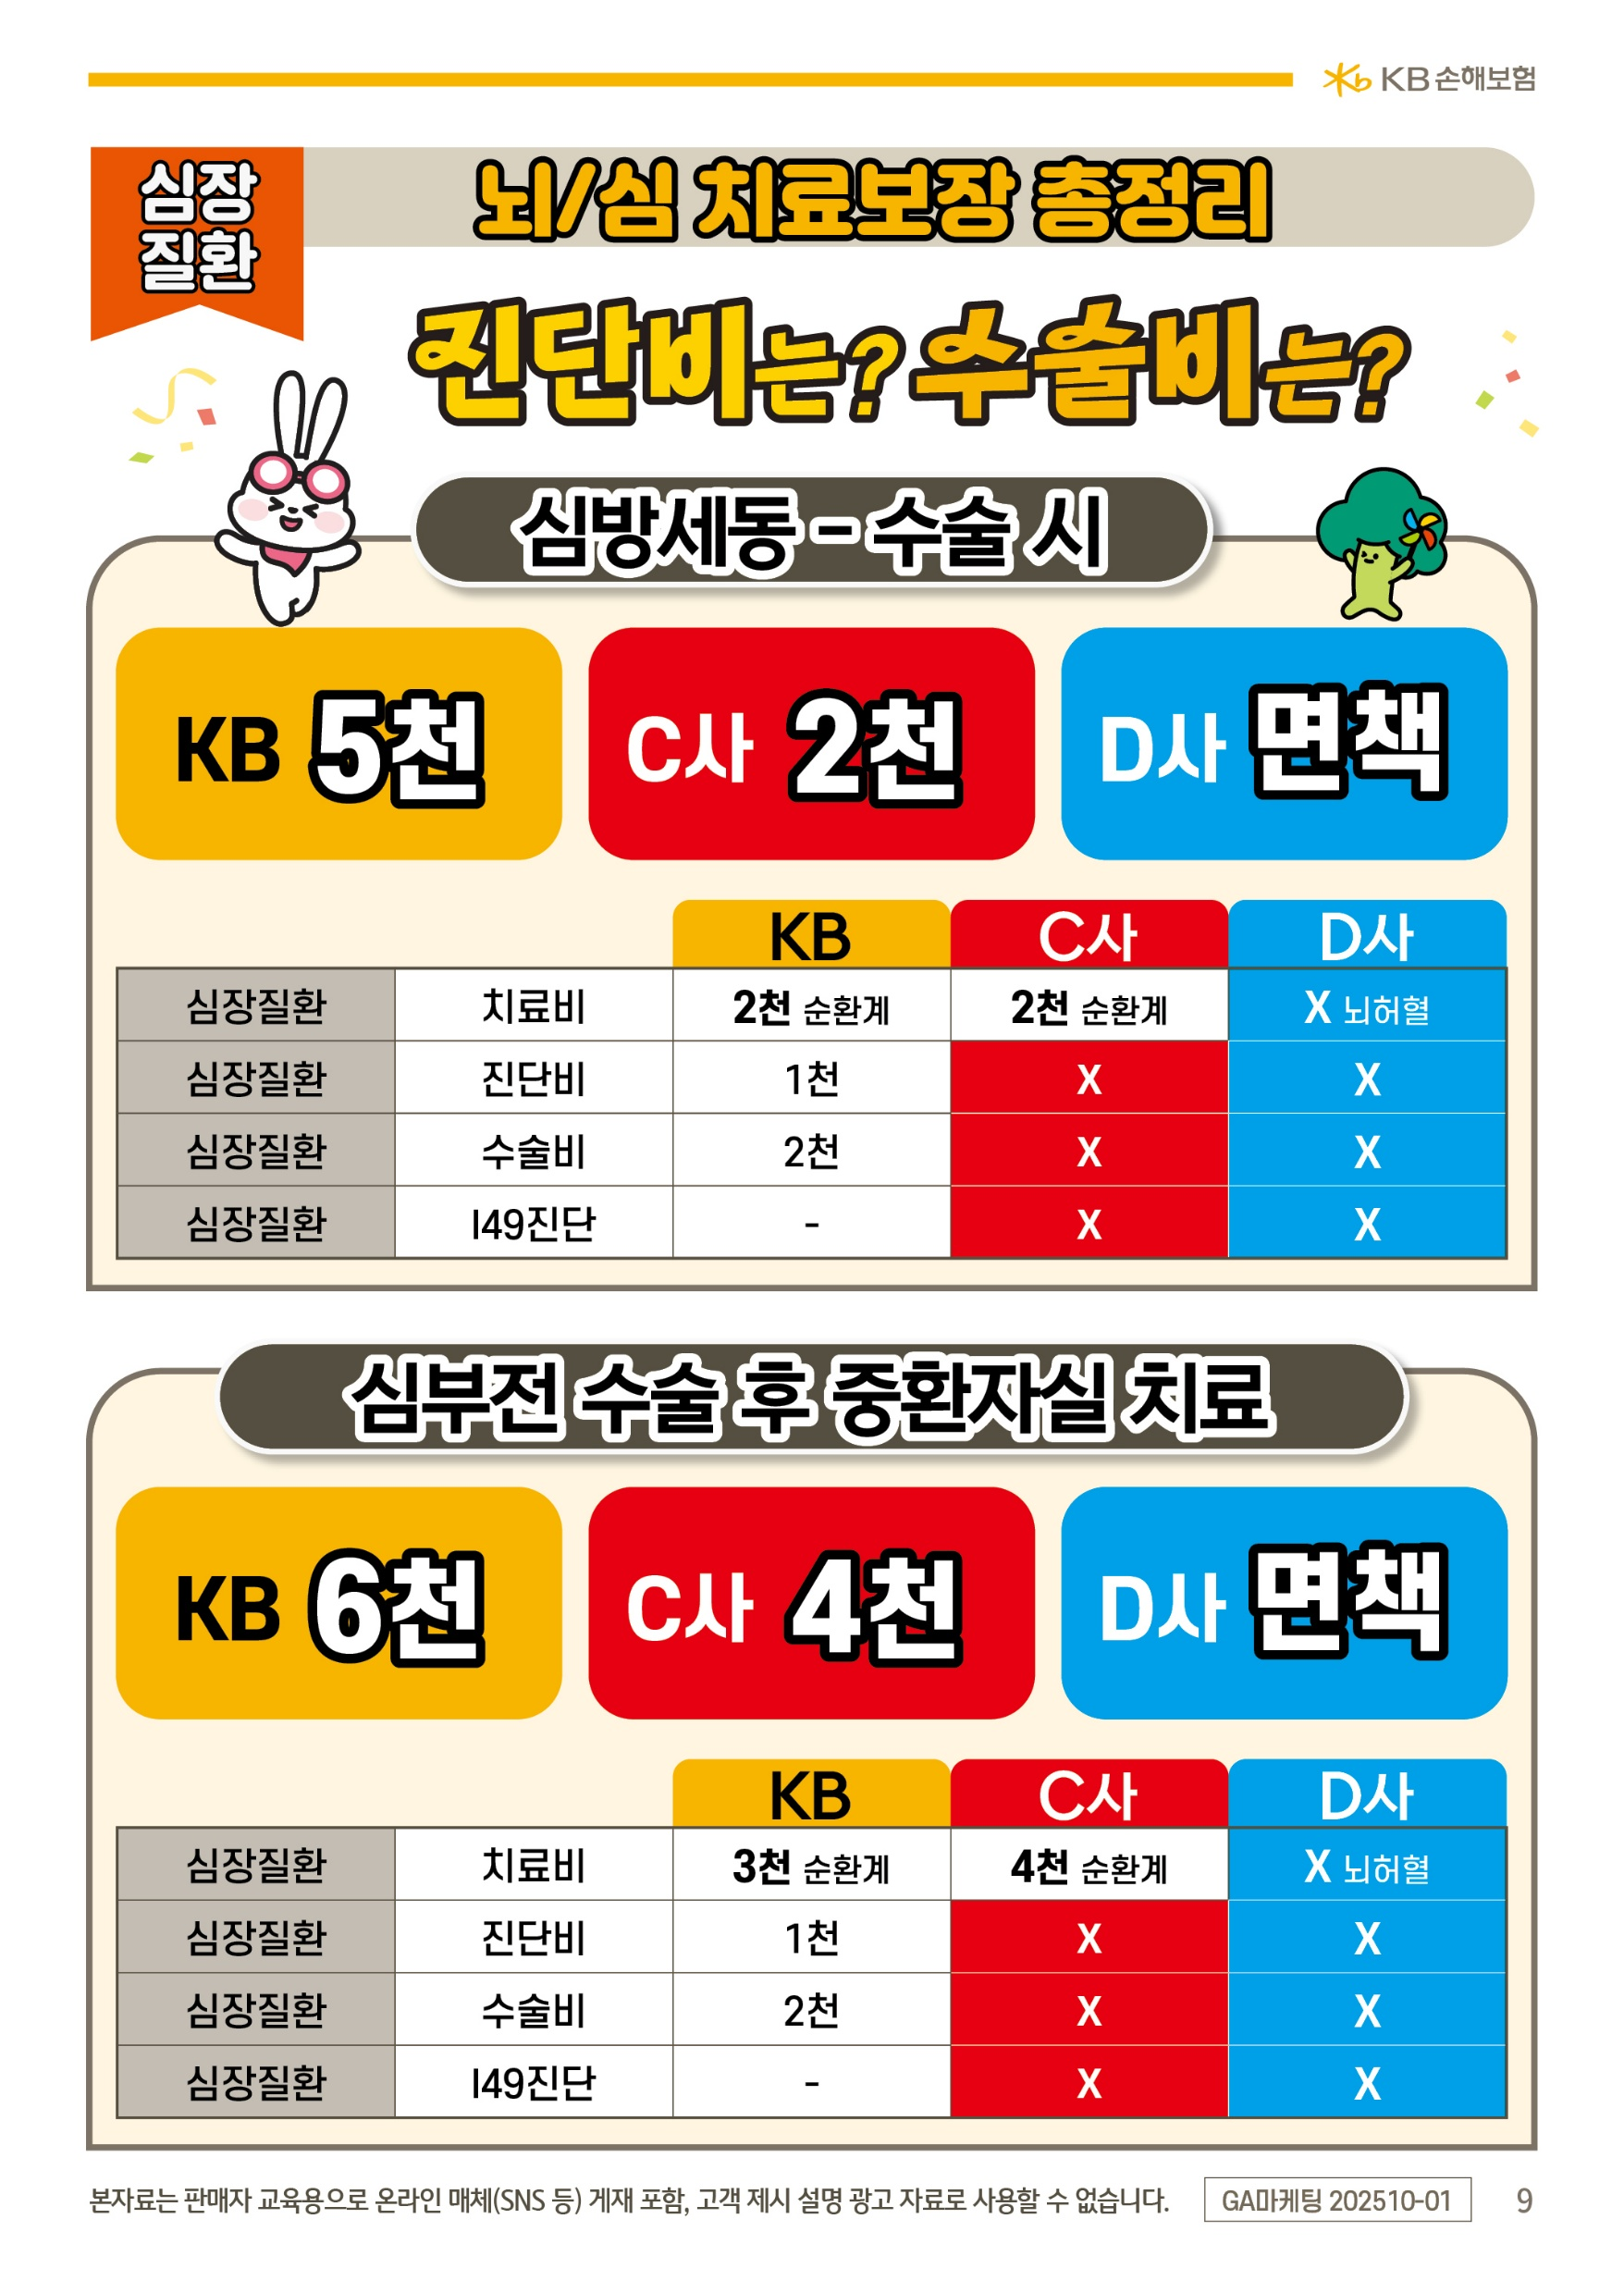 KB손해보험
심장
질환
뇌/심 치료보장 총정리
진단비는? 수술비는?
심방세동 - 수술 시
KB 5천
C사 2천
D사 면책
KB C사 D사
심장질환 치료비 2천 순환계 2천 순환계 X 뇌허혈
심장질환 진단비 1천 X X
심장질환 수술비 2천 X X
심장질환 I49진단 - X X
심부전 수술 후 중환자실 치료
KB 6천
C사 4천
D사 면책
KB C사 D사
심장질환 치료비 3천 순환계 4천 순환계 X 뇌허혈
심장질환 진단비 1천 X X
심장질환 수술비 2천 X X
심장질환 I49진단 - X X
본자료는 판매자 교육용으로 온라인 매체(SNS 등) 게재 포함, 고객 제시 설명 광고 자료로 사용할 수 없습니다.
GA마케팅 202510-01
9